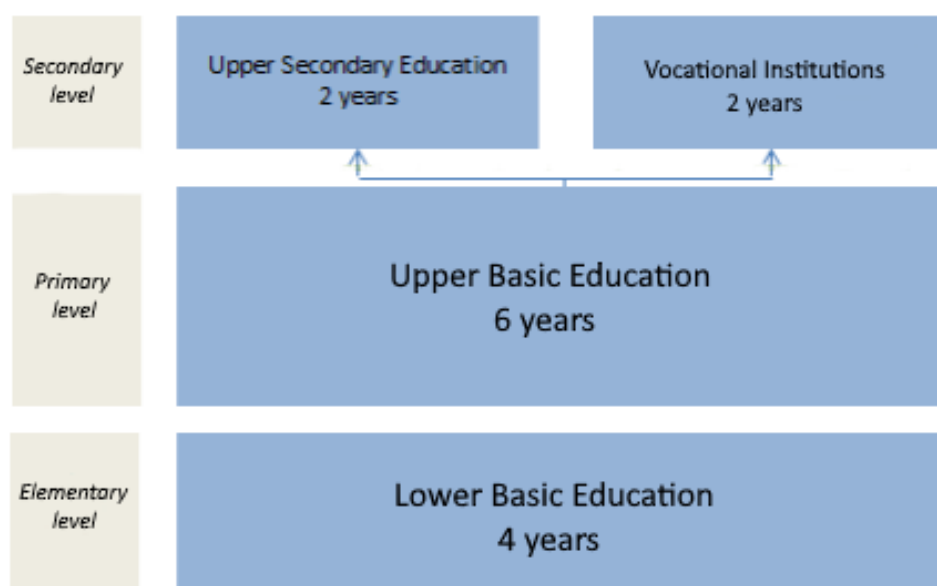 Secondary
level
Upper Secondary Education
2 years
Vocational Institutions
2 years
Primary
level
Upper Basic Education
6 years
Elementary
level
Lower Basic Education
4 years